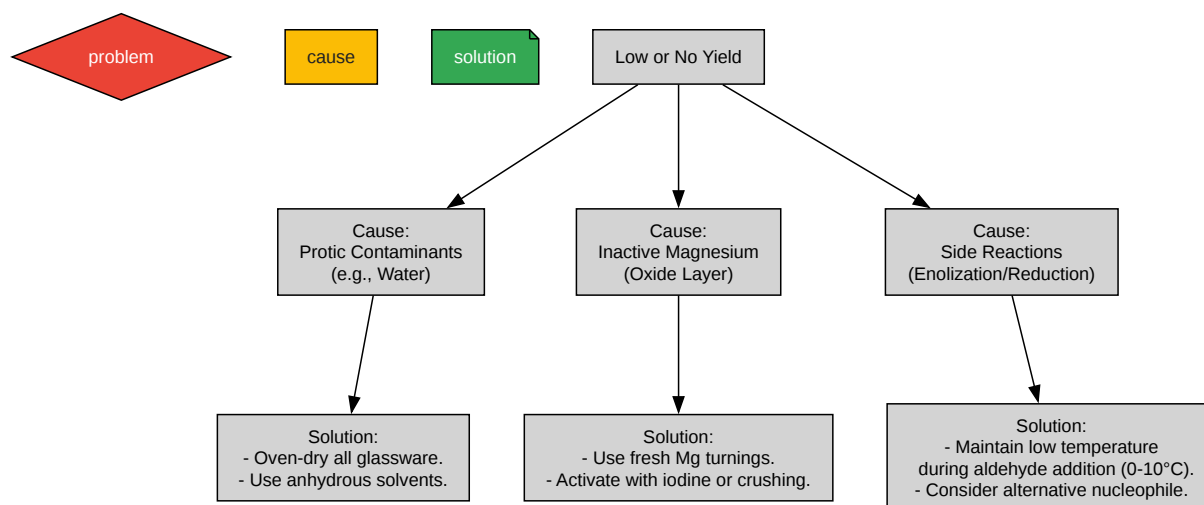 problem
cause
solution
Low or No Yield
Cause:
Protic Contaminants
(e.g., Water)
Cause:
Inactive Magnesium
(Oxide Layer)
Cause:
Side Reactions
(Enolization/Reduction)
Solution:
- Oven-dry all glassware.
- Use anhydrous solvents.
Solution:
- Use fresh Mg turnings.
- Activate with iodine or crushing.
Solution:
- Maintain low temperature
during aldehyde addition (0-10°C).
- Consider alternative nucleophile.